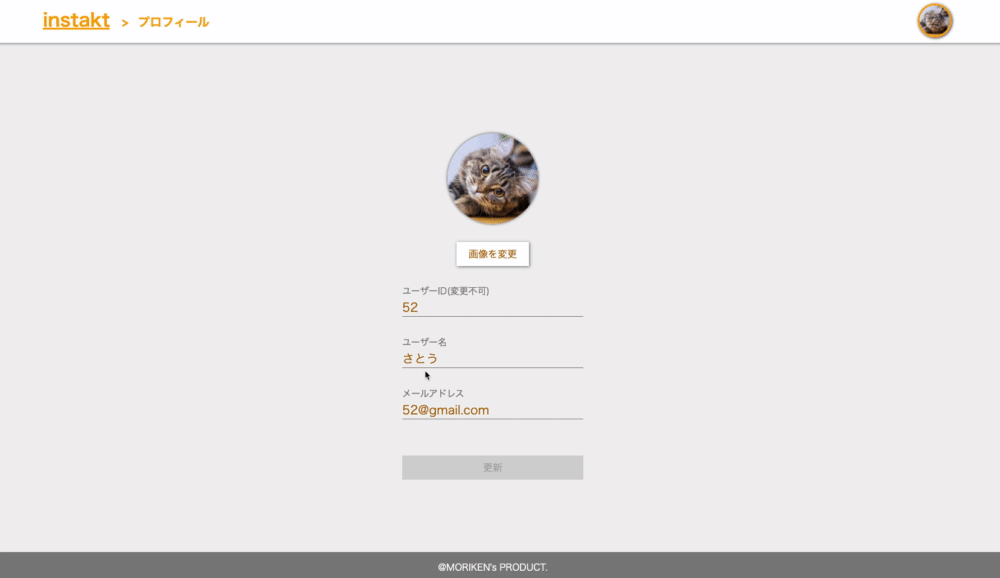 instakt > プロフィール
画像を変更
ユーザーID(変更不可)
52
ユーザー名
さとう
メールアドレス
52@gmail.com
更新
@MORIKEN's PRODUCT.